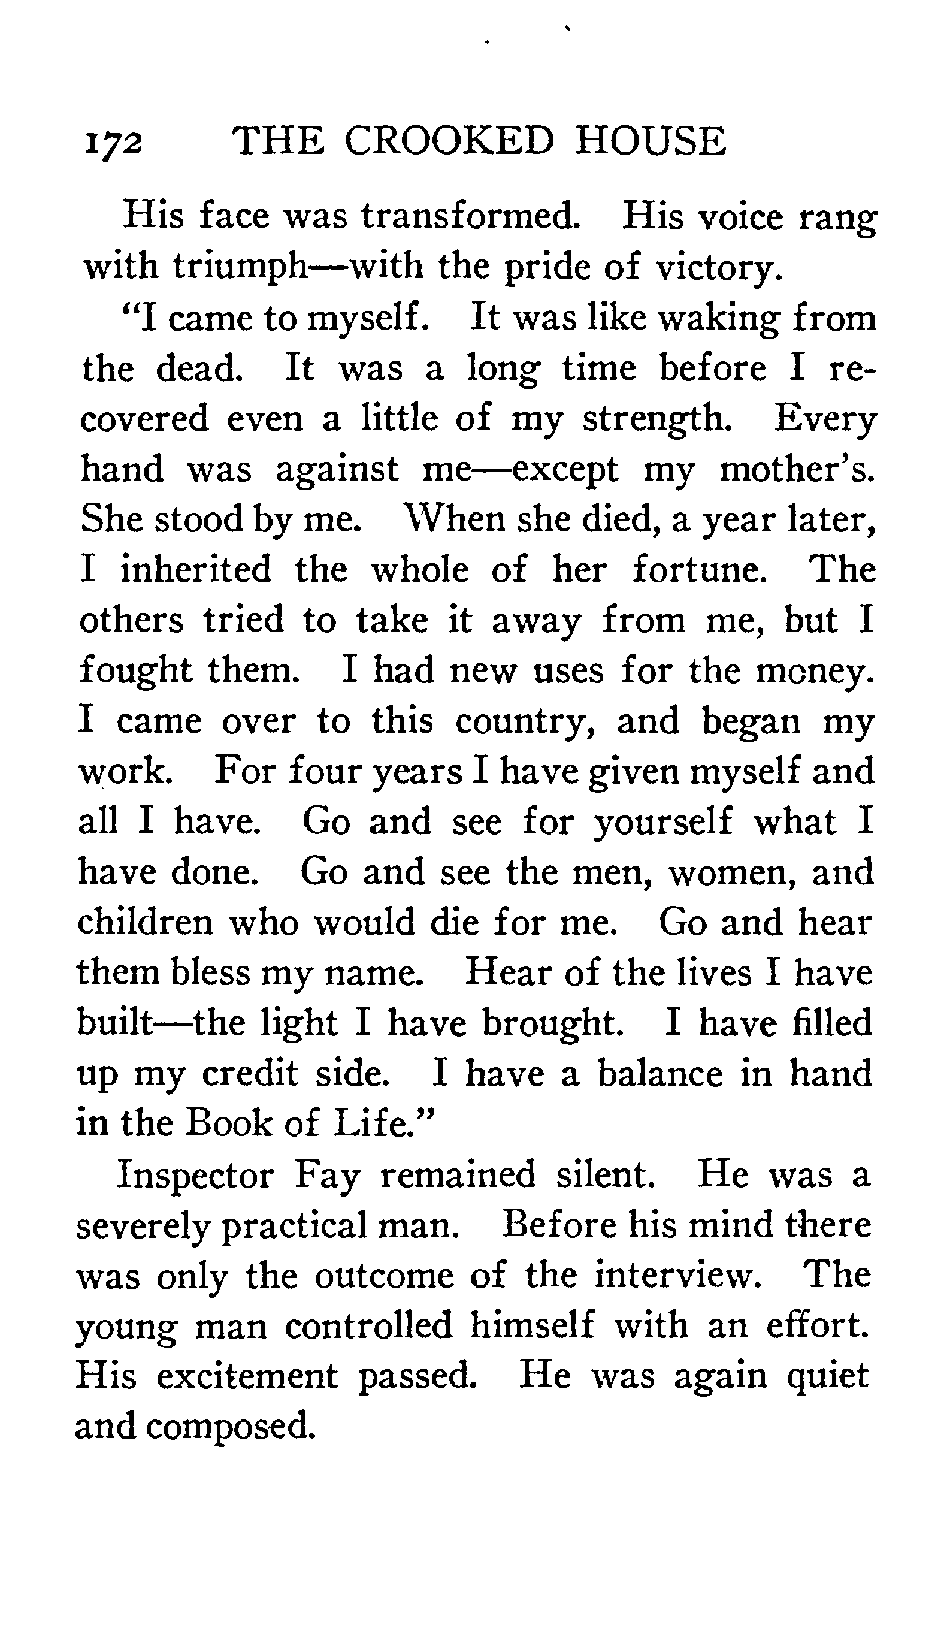 172 THE CROOKED HOUSE
His face was transformed. His voice rang
with triumph—with the pride of victory.
"I came to myself. It was like waking from
the dead. It was a long time before I re-
covered even a little of my strength. Every
hand was against me—except my mother's.
She stood by me. When she died, a year later,
I inherited the whole of her fortune. The
others tried to take it away from me, but I
fought them. I had new uses for the money.
I came over to this country, and began my
work. For four years I have given myself and
all I have. Go and see for yourself what I
have done. Go and see the men, women, and
children who would die for me. Go and hear
them bless my name. Hear of the lives I have
built—the light I have brought. I have filled
up my credit side. I have a balance in hand
in the Book of Life."
Inspector Fay remained silent. He was a
severely practical man. Before his mind there
was only the outcome of the interview. The
young man controlled himself with an effort.
His excitement passed. He was again quiet
and composed.